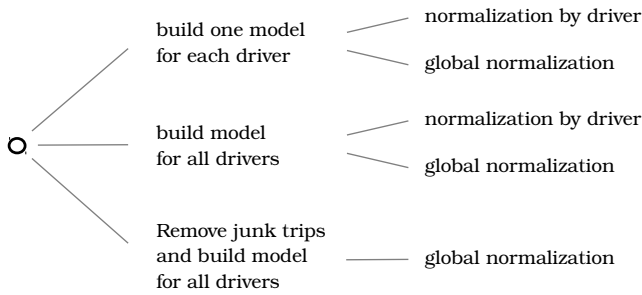 build one model
for each driver
normalization by driver
global normalization
build model
for all drivers
normalization by driver
global normalization
Remove junk trips
and build model
for all drivers
global normalization